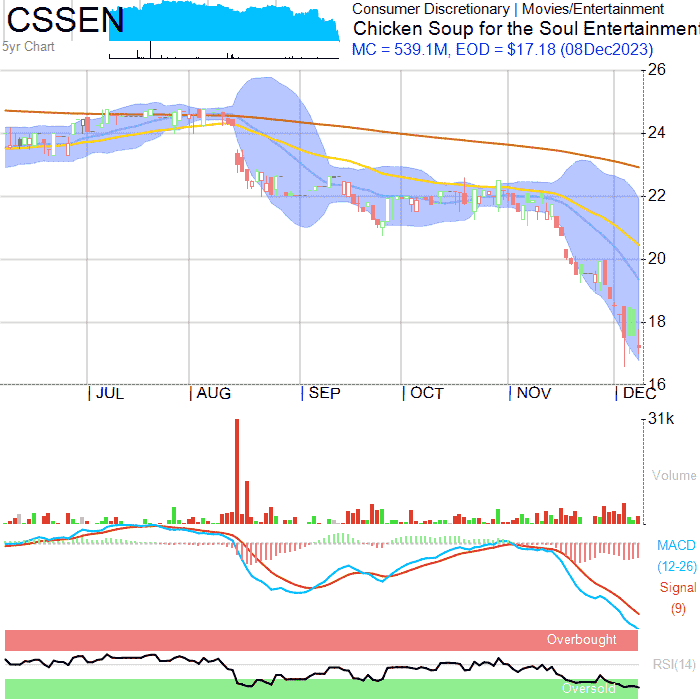 CSSEN
5yr Chart
Consumer Discretionary | Movies/Entertainment
Chicken Soup for the Soul Entertainment
MC = 539.1M, EOD = $17.18 (08Dec2023)
26
24
22
20
18
16
JUL AUG SEP OCT NOV DEC
31k
Volume
MACD
(12-26)
Signal
(9)
Overbought
RSI(14)
Oversold